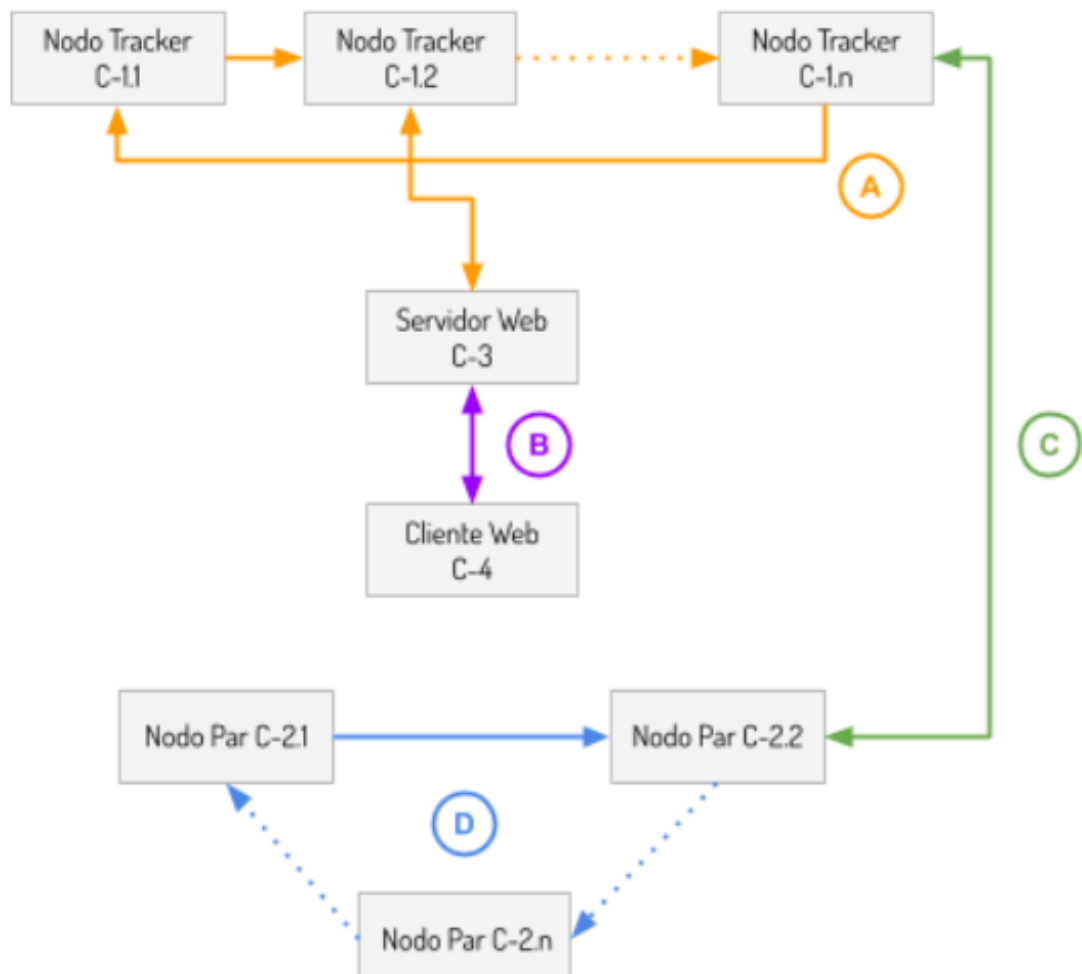 Nodo Tracker
C-1.1
Nodo Tracker
C-1.2
Nodo Tracker
C-1.n
A
Servidor Web
C-3
B
C
Cliente Web
C-4
Nodo Par C-2.1
Nodo Par C-2.2
D
Nodo Par C-2.n